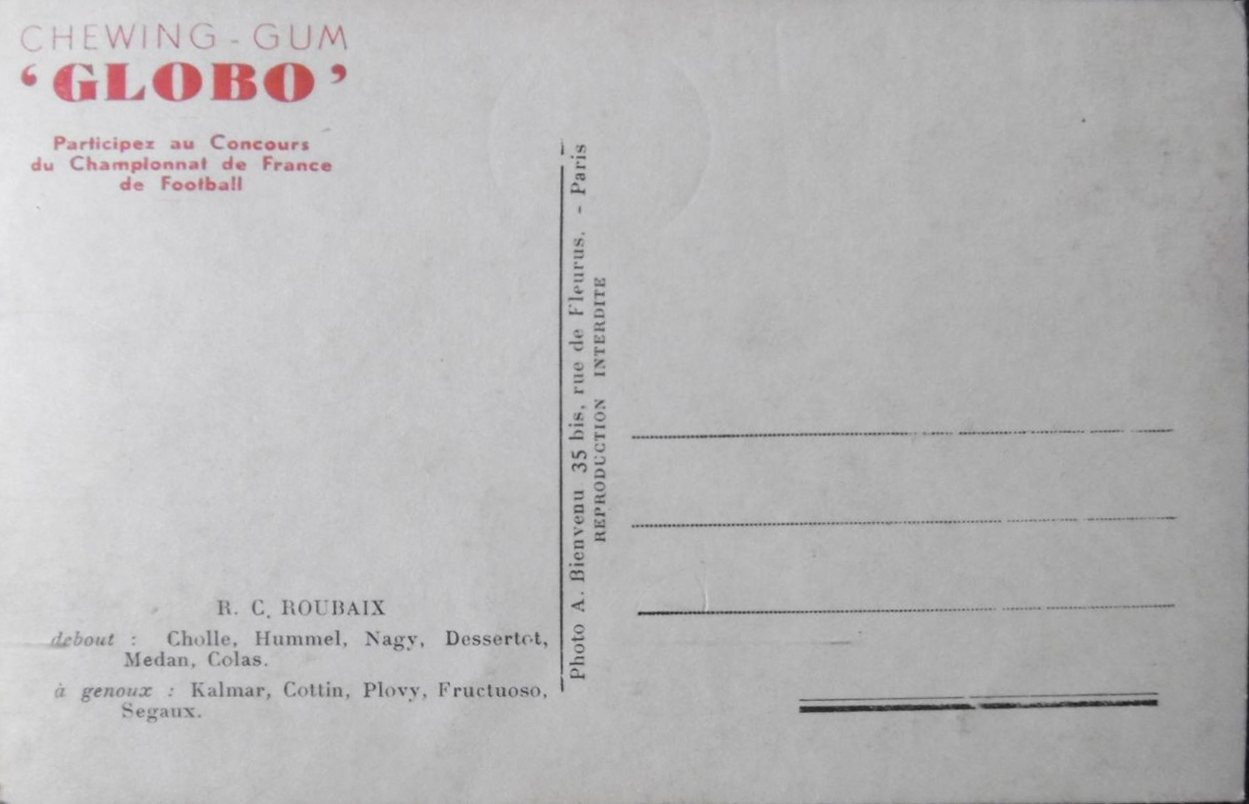 CHEWING - GUM
‘GLOBO’
Participez au Concours
du Championnat de France
de Football
R. C. ROUBAIX
debout : Cholle, Hummel, Nagy, Dessertot,
Medan, Colas.
à genoux : Kalmar, Cottin, Plovy, Fructuoso,
Segaux.
Photo A. Bienvenu 35 bis, rue de Fleurus. - Paris
REPRODUCTION INTERDITE